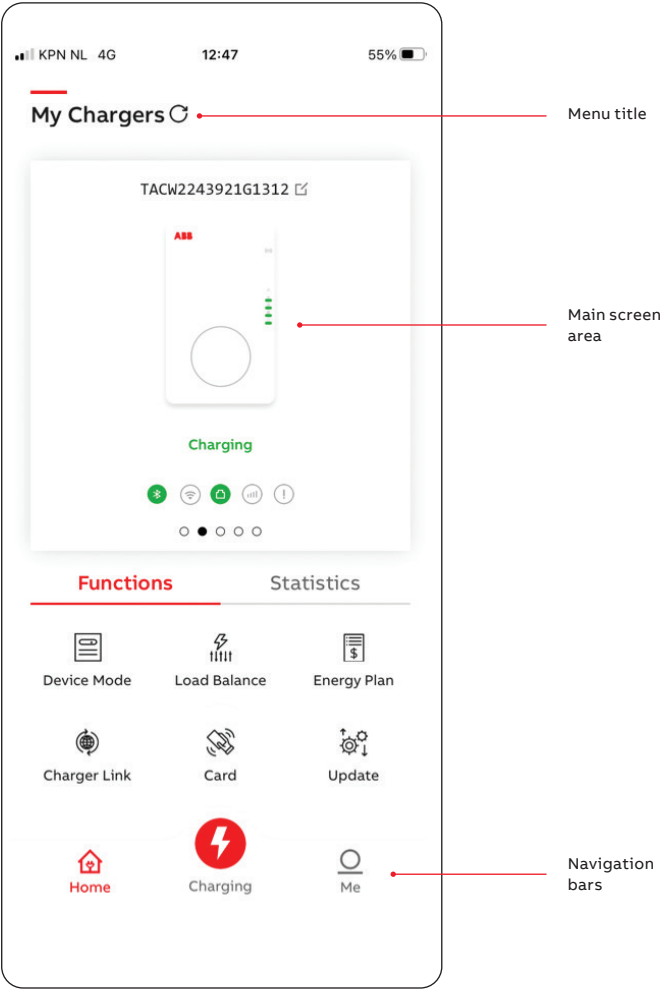 KPN NL 4G 12:47 55%
My Chargers
Menu title
TACW2243921G1312
ABB
Main screen
area
Charging
Functions Statistics
$
Device Mode Load Balance Energy Plan
Charger Link Card Update
Home Charging Me
Navigation
bars